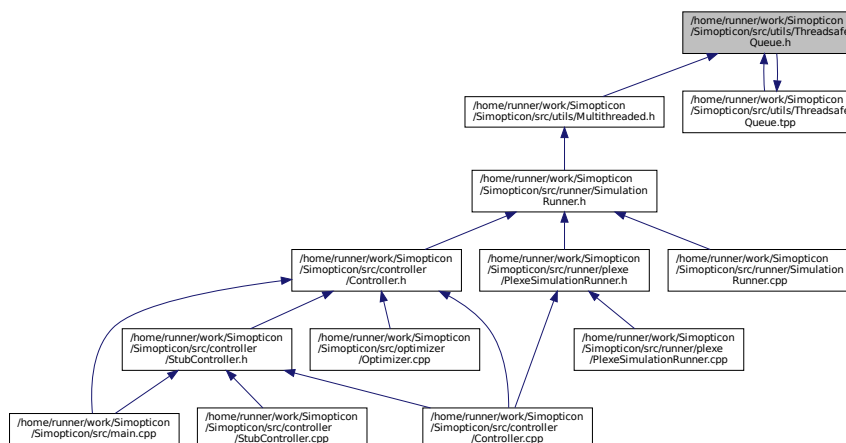 /home/runner/work/Simopticon
/Simopticon/src/utils/Threadsafe
Queue.h
/home/runner/work/Simopticon
/Simopticon/src/utils/Multithreaded.h
/home/runner/work/Simopticon
/Simopticon/src/utils/Threadsafe
Queue.tpp
/home/runner/work/Simopticon
/Simopticon/src/runner/Simulation
Runner.h
/home/runner/work/Simopticon
/Simopticon/src/controller
/Controller.h
/home/runner/work/Simopticon
/Simopticon/src/runner/plexe
/PlexeSimulationRunner.h
/home/runner/work/Simopticon
/Simopticon/src/runner/Simulation
Runner.cpp
/home/runner/work/Simopticon
/Simopticon/src/controller
/StubController.h
/home/runner/work/Simopticon
/Simopticon/src/optimizer
/Optimizer.cpp
/home/runner/work/Simopticon
/Simopticon/src/runner/plexe
/PlexeSimulationRunner.cpp
/home/runner/work/Simopticon
/Simopticon/src/main.cpp
/home/runner/work/Simopticon
/Simopticon/src/controller
/StubController.cpp
/home/runner/work/Simopticon
/Simopticon/src/controller
/Controller.cpp